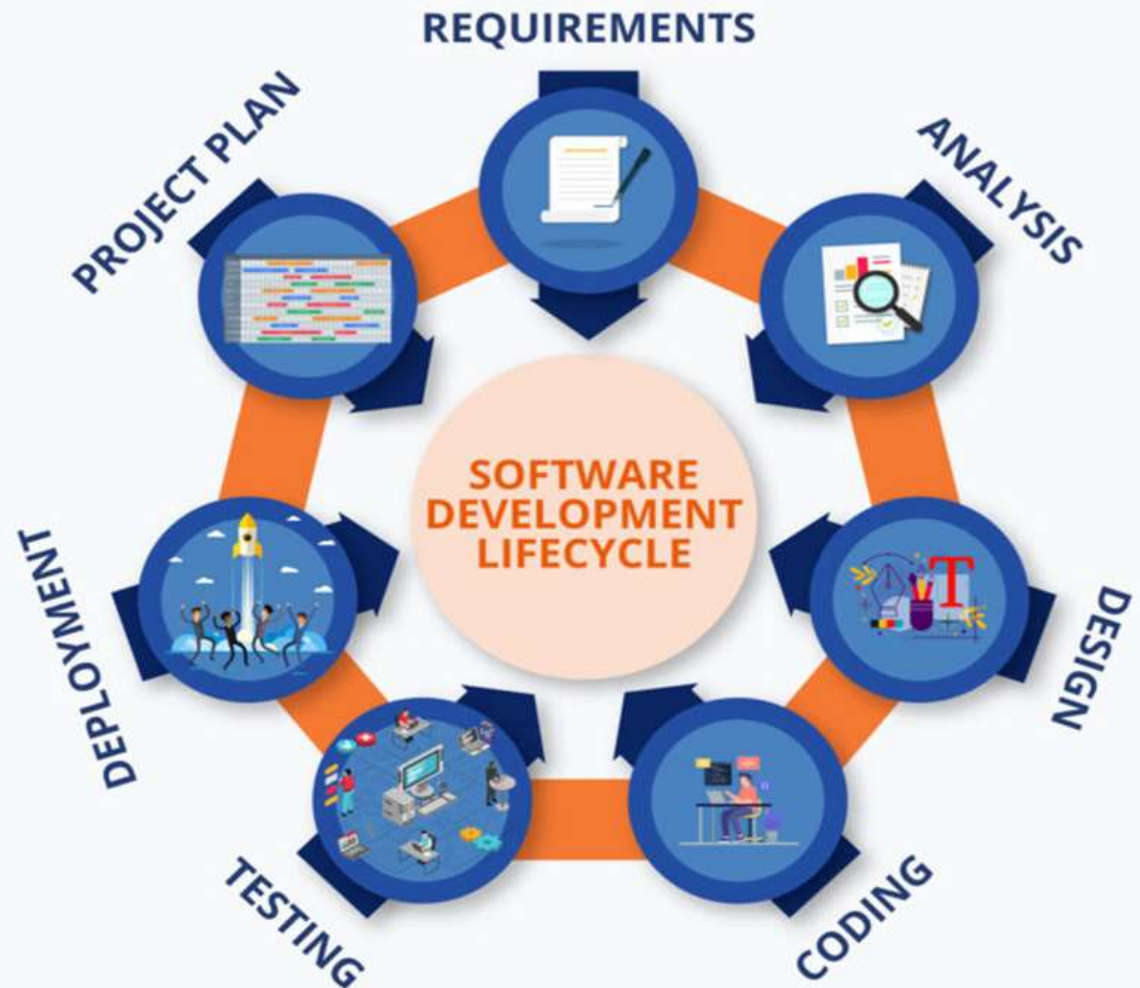 REQUIREMENTS
ANALYSIS
DESIGN
CODING
TESTING
DEPLOYMENT
PROJECT PLAN
SOFTWARE
DEVELOPMENT
LIFECYCLE
T